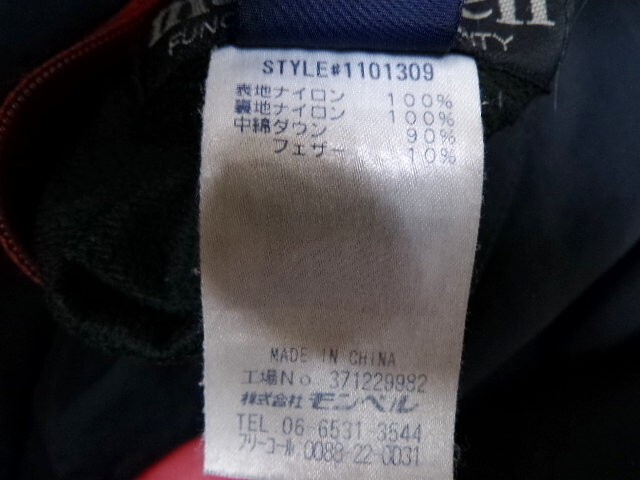 FUNC
ITY
STYLE#1101309
表地ナイロン 100%
裏地ナイロン 100%
中綿ダウン 90%
フェザー 10%
MADE IN CHINA
工場No 371229982
株式会社 モンベル
TEL 06 6531-3544
フリーコール 0088-22-0031